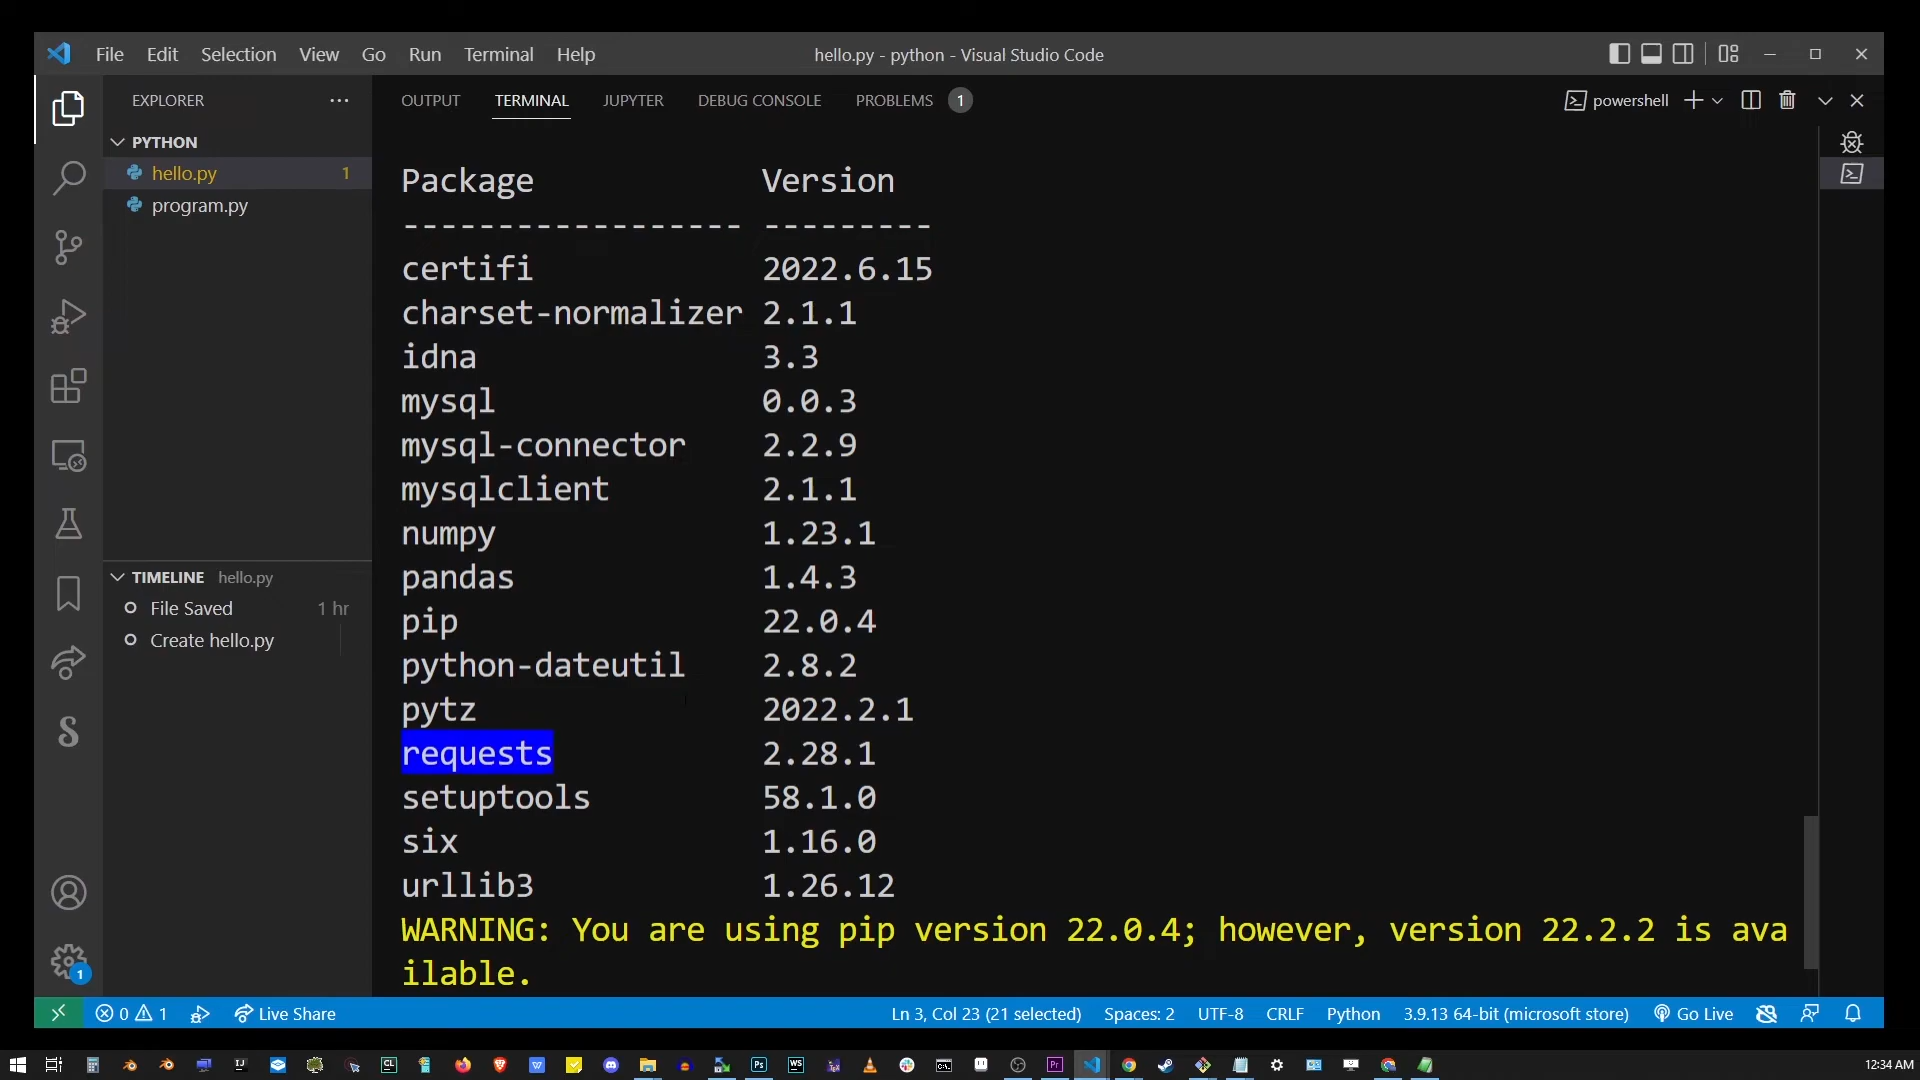 File Edit Selection View Go Run Terminal Help
hello.py - python - Visual Studio Code
EXPLORER
OUTPUT TERMINAL JUPYTER DEBUG CONSOLE PROBLEMS 1
powershell
PYTHON
hello.py 1
program.py
Package Version
------------------ ---------
certifi 2022.6.15
charset-normalizer 2.1.1
idna 3.3
mysql 0.0.3
mysql-connector 2.2.9
mysqlclient 2.1.1
numpy 1.23.1
pandas 1.4.3
pip 22.0.4
python-dateutil 2.8.2
pytz 2022.2.1
requests 2.28.1
setuptools 58.1.0
six 1.16.0
urllib3 1.26.12
WARNING: You are using pip version 22.0.4; however, version 22.2.2 is ava
ilable.
TIMELINE hello.py
File Saved 1 hr
Create hello.py
1
0 1 Live Share
Ln 3, Col 23 (21 selected) Spaces: 2 UTF-8 CRLF Python 3.9.13 64-bit (microsoft store) Go Live
12:34 AM